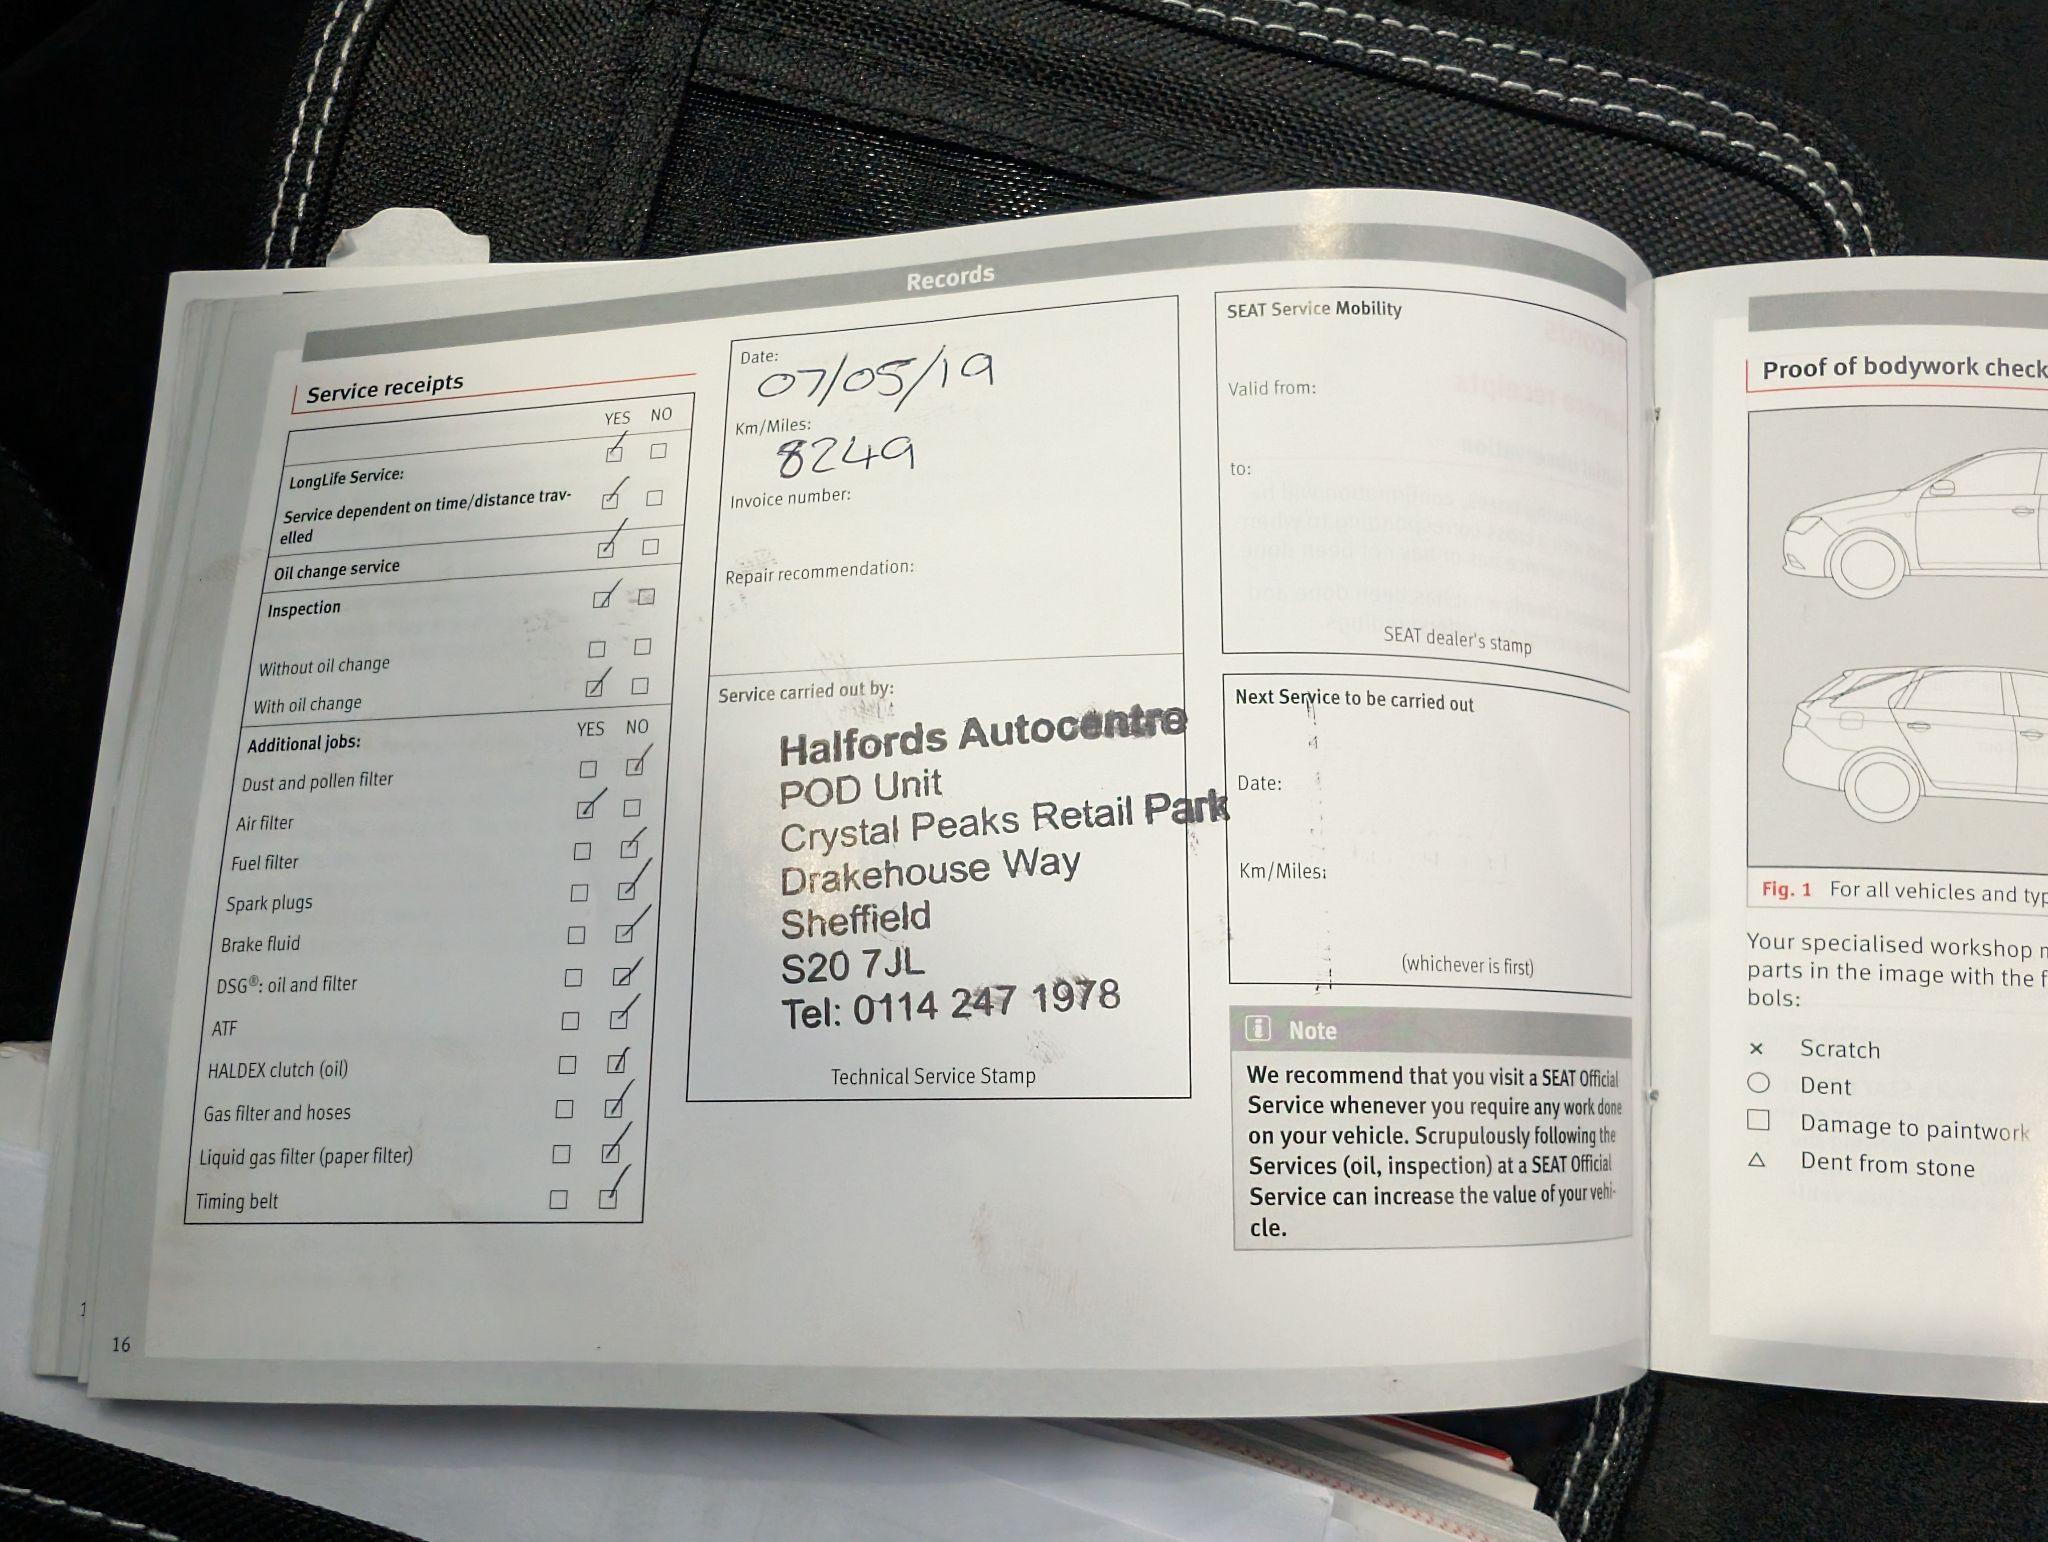 Records
Service receipts
YES NO
LongLife Service:
Service dependent on time/distance trav-
elled
Oil change service
Inspection
Without oil change
With oil change
Additional jobs:
YES NO
Dust and pollen filter
Air filter
Fuel filter
Spark plugs
Brake fluid
DSG®: oil and filter
ATF
HALDEX clutch (oil)
Gas filter and hoses
Liquid gas filter (paper filter)
Timing belt
16
Date:
07/05/19
Km/Miles:
8249
Invoice number:
Repair recommendation:
Service carried out by:
Halfords Autocentre
POD Unit
Crystal Peaks Retail Park
Drakehouse Way
Sheffield
S20 7JL
Tel: 0114 247 1978
Technical Service Stamp
SEAT Service Mobility
Valid from:
to:
SEAT dealer's stamp
Next Service to be carried out
Date:
Km/Miles:
(whichever is first)
Note
We recommend that you visit a SEAT Official
Service whenever you require any work done
on your vehicle. Scrupulously following the
Services (oil, inspection) at a SEAT Official
Service can increase the value of your vehi-
cle.
Proof of bodywork check
Fig. 1 For all vehicles and
Your specialised workshop
parts in the image with the
bols:
Scratch
Dent
Damage to paintwork
Dent from stone